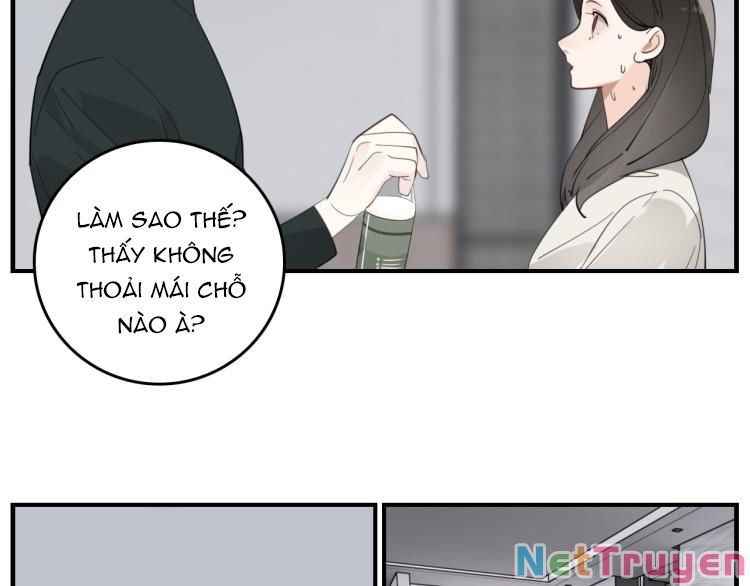 LÀM SAO THẾ?
THẤY KHÔNG
THOẢI MÁI CHỖ
NÀO À?
NetTruyen